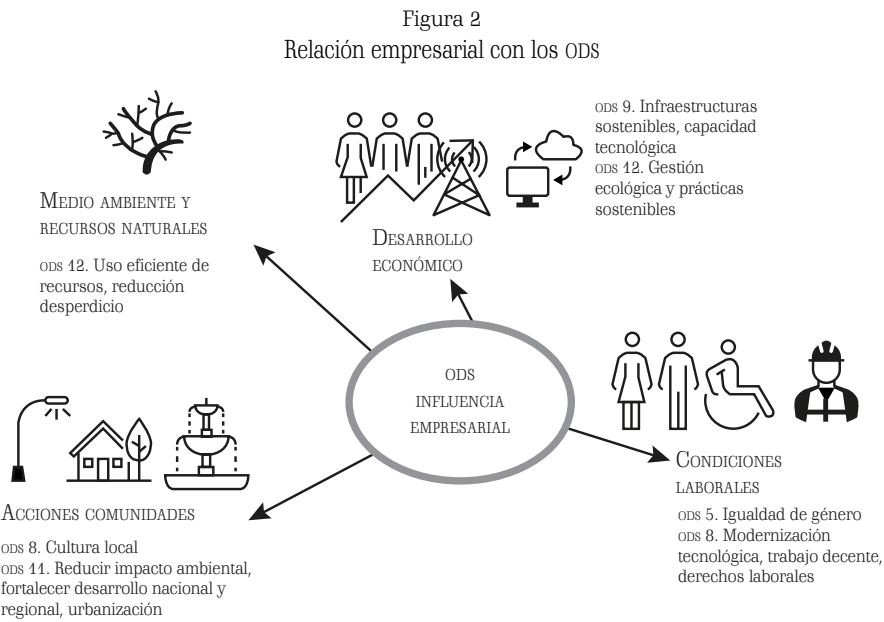 Figura 2
Relación empresarial con los ODS
MEDIO AMBIENTE Y
RECURSOS NATURALES
ODS 12. Uso eficiente de
recursos, reducción
desperdicio
DESARROLLO
ECONÓMICO
ODS 9. Infraestructuras
sostenibles, capacidad
tecnológica
ODS 12. Gestión
ecológica y prácticas
sostenibles
ODS
INFLUENCIA
EMPRESARIAL
ACCIONES COMUNIDADES
ODS 8. Cultura local
ODS 11. Reducir impacto ambiental,
fortalecer desarrollo nacional y
regional, urbanización
CONDICIONES
LABORALES
ODS 5. Igualdad de género
ODS 8. Modernización
tecnológica, trabajo decente,
derechos laborales